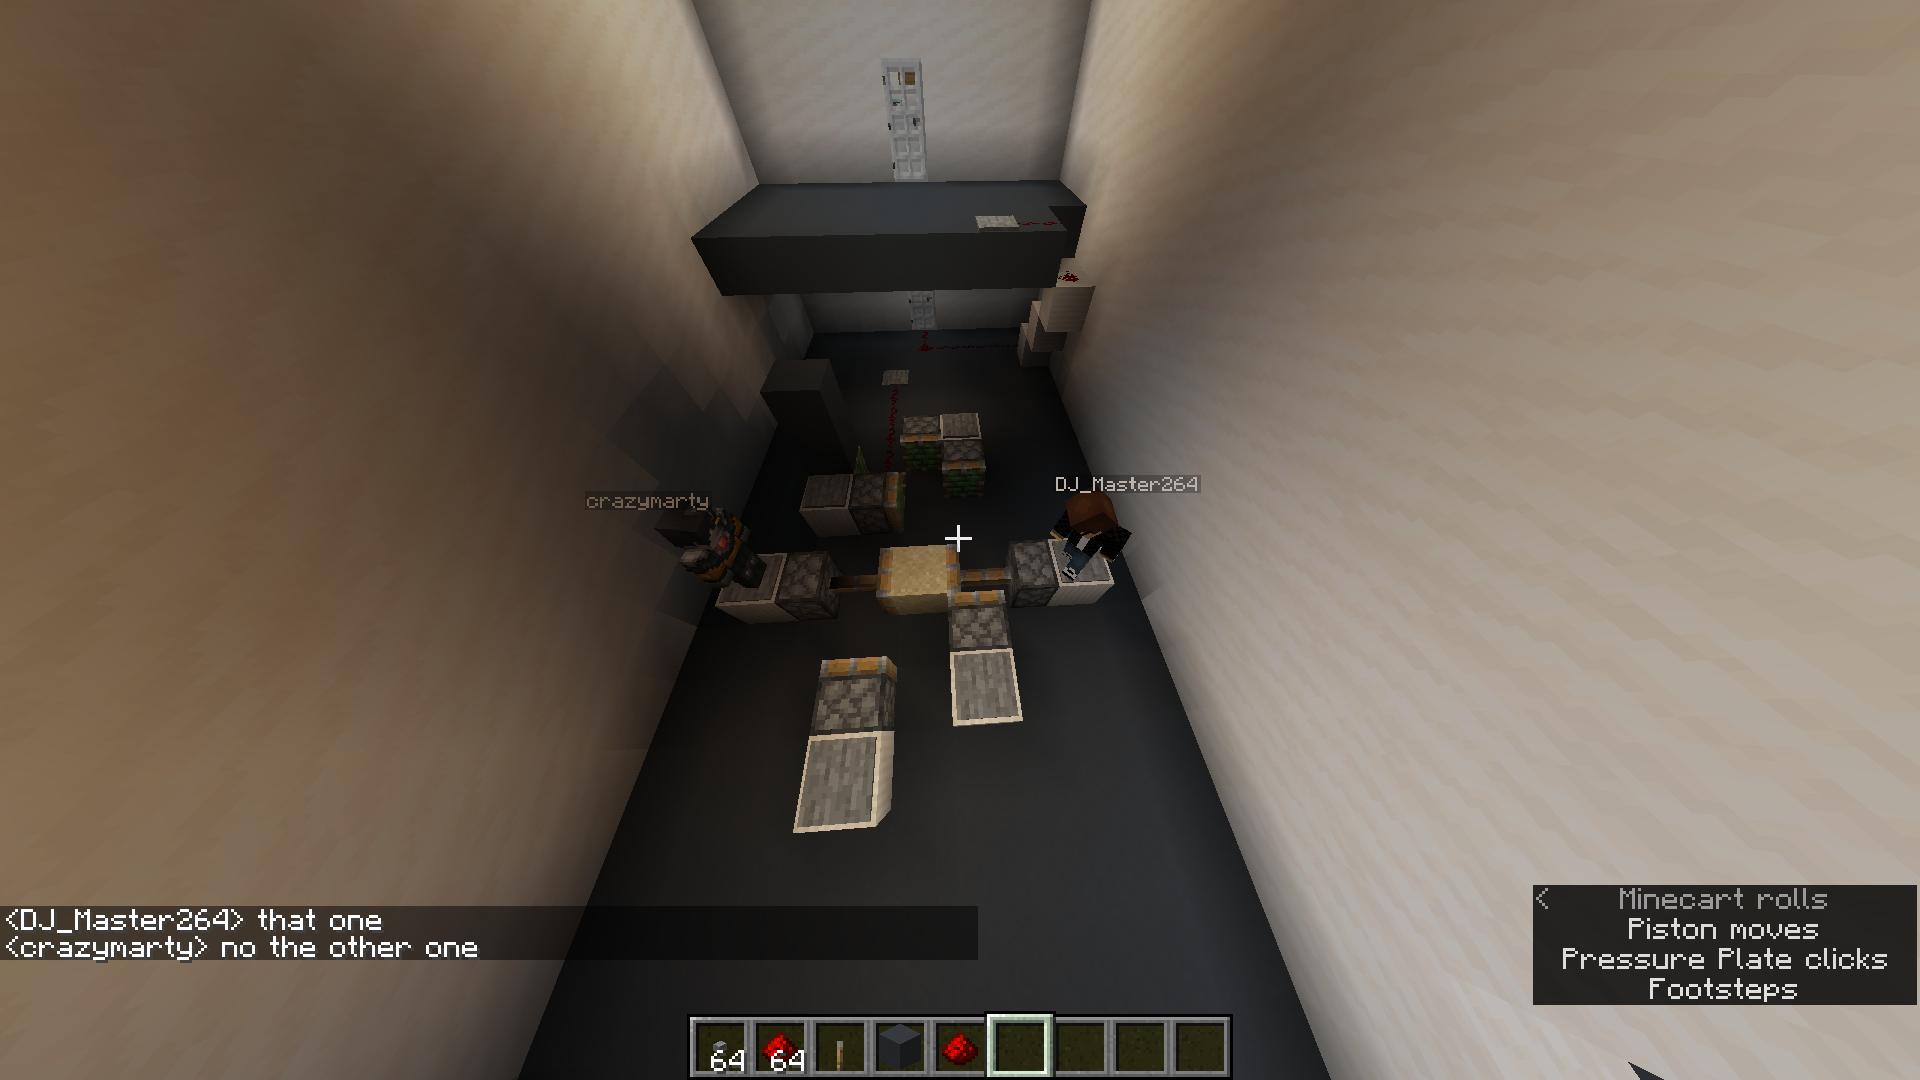 crazymarty
DJ_Master264
<DJ_Master264> that one
<crazymarty> no the other one
< Minecart rolls
Piston moves
Pressure Plate clicks
Footsteps
64
64